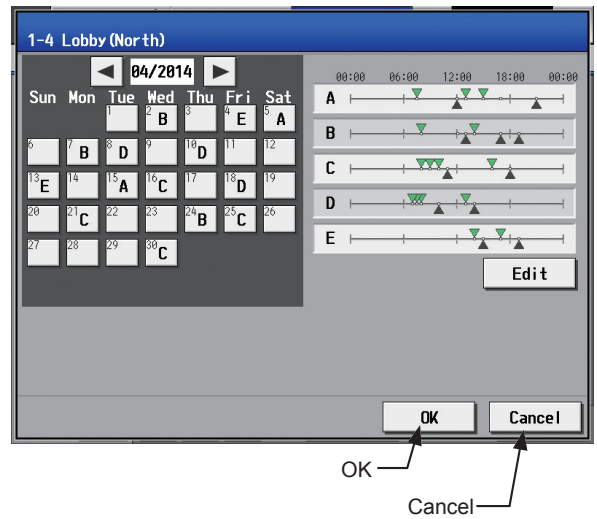 1-4 Lobby(North)
04/2014
Sun Mon Tue Wed Thu Fri Sat
1 2 B 3 4 E 5 A
6 7 B 8 D 9 10 D 11 12
13 E 14 15 A 16 C 17 18 D 19
20 21 C 22 23 24 B 25 C 26
27 28 29 30 C
00:00 06:00 12:00 18:00 00:00
A
B
C
D
E
Edit
OK Cancel
OK
Cancel